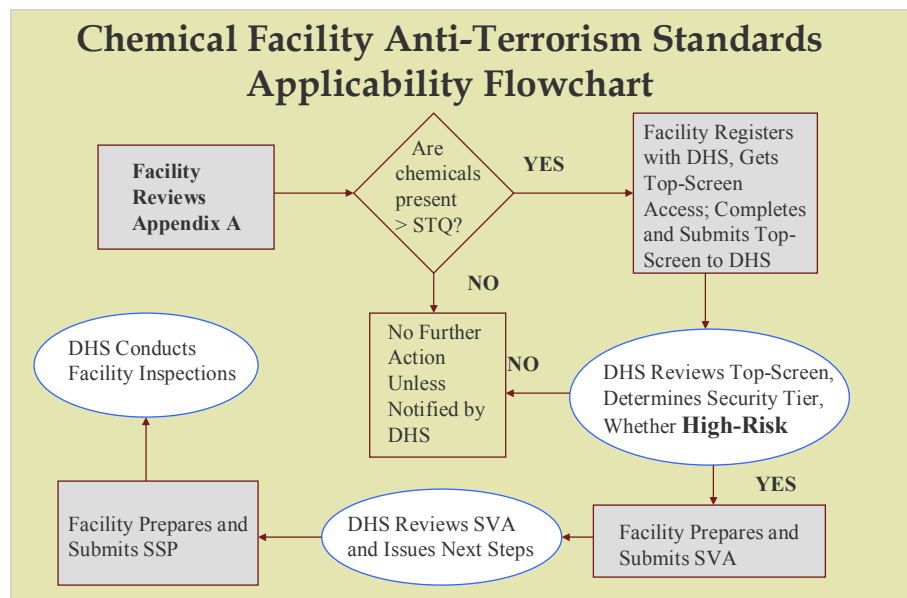 Chemical Facility Anti-Terrorism Standards
Applicability Flowchart
Facility
Reviews
Appendix A
Are
chemicals
present
> STQ?
YES
Facility Registers
with DHS, Gets
Top-Screen
Access; Completes
and Submits Top-
Screen to DHS
NO
No Further
Action
Unless
Notified by
DHS
NO
DHS Reviews Top-Screen,
Determines Security Tier,
Whether High-Risk
YES
Facility Prepares and
Submits SVA
DHS Reviews SVA
and Issues Next Steps
Facility Prepares and
Submits SSP
DHS Conducts
Facility Inspections